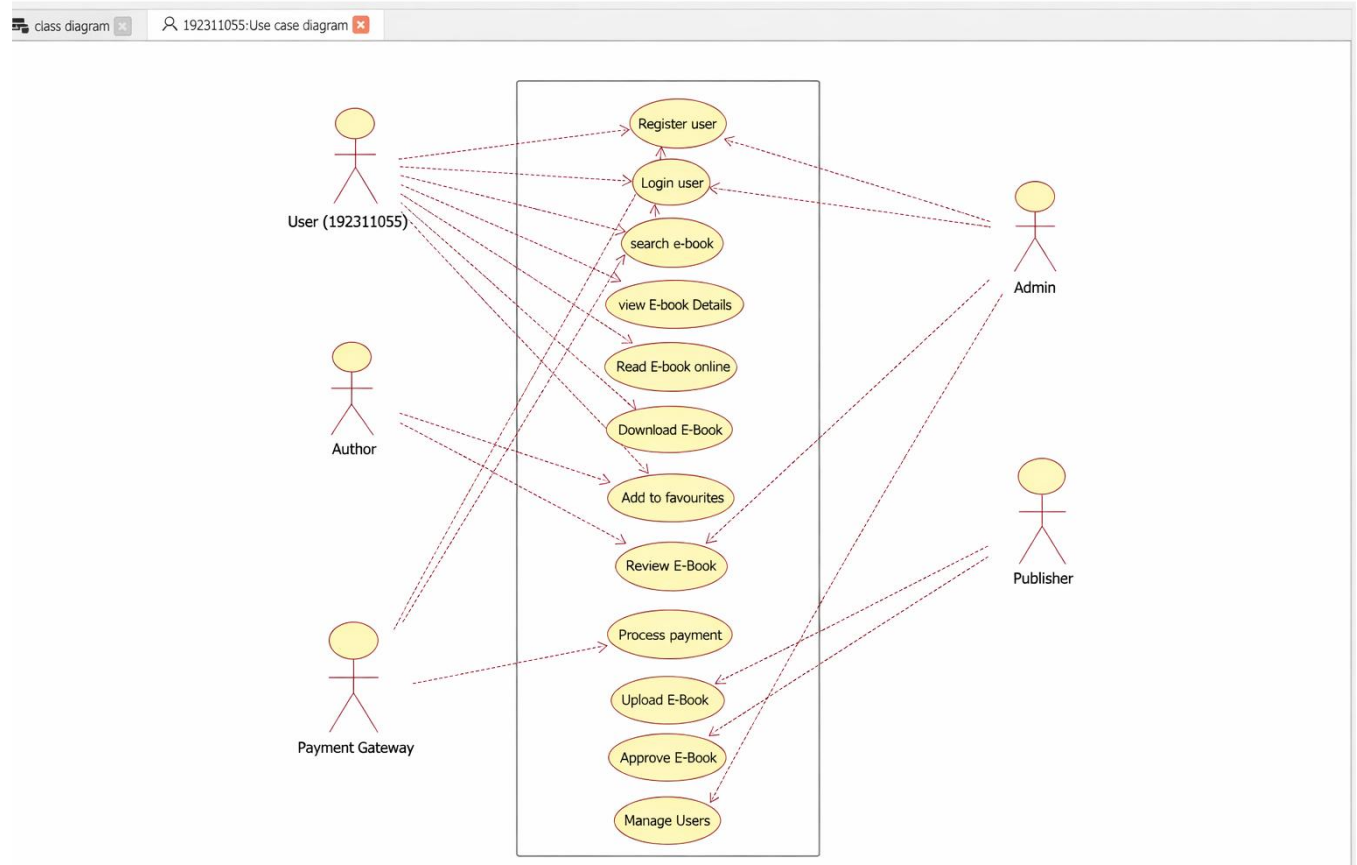 class diagram
192311055:Use case diagram
Register user
Login user
User (192311055)
search e-book
Admin
view E-book Details
Read E-book online
Author
Download E-Book
Add to favourites
Review E-Book
Publisher
Process payment
Upload E-Book
Payment Gateway
Approve E-Book
Manage Users